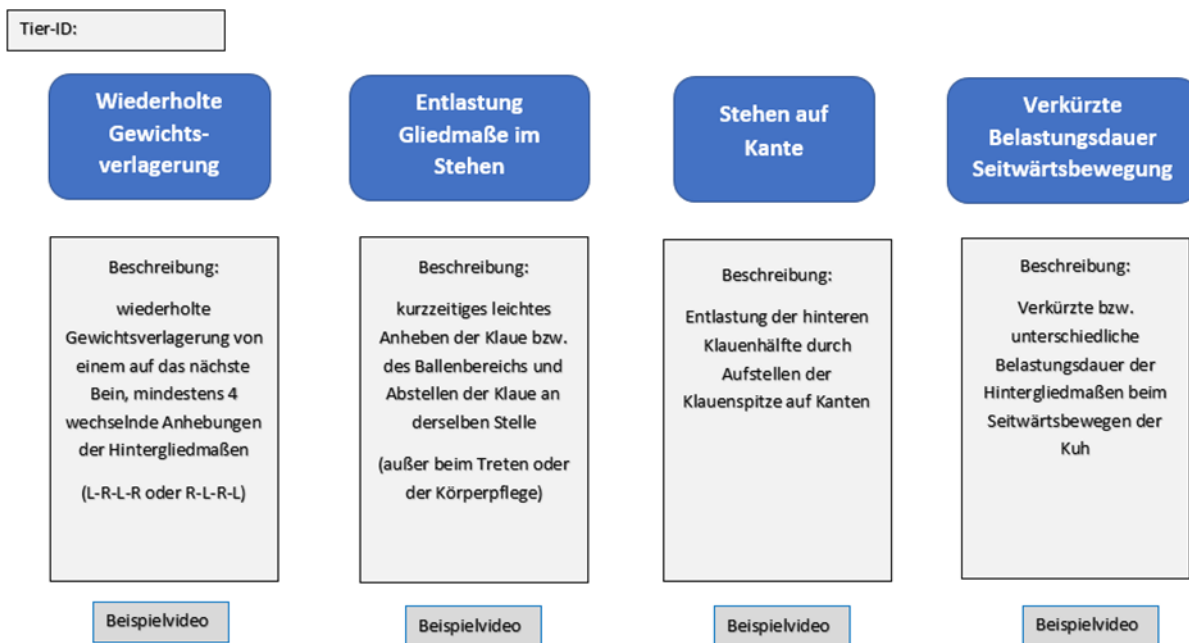 Tier-ID:
Wiederholte
Gewichts-
verlagerung
Entlastung
Gliedmaße im
Stehen
Stehen auf
Kante
Verkürzte
Belastungsdauer
Seitwärtsbewegung
Beschreibung:
wiederholte
Gewichtsverlagerung von
einem auf das nächste
Bein, mindestens 4
wechselnde Anhebungen
der Hintergliedmaßen
(L-R-L-R oder R-L-R-L)
Beschreibung:
kurzzeitiges leichtes
Anheben der Klaue bzw.
des Ballenbereichs und
Abstellen der Klaue an
derselben Stelle
(außer beim Treten oder
der Körperpflege)
Beschreibung:
Entlastung der hinteren
Klauenhälfte durch
Aufstellen der
Klauenspitze auf Kanten
Beschreibung:
Verkürzte bzw.
unterschiedliche
Belastungsdauer der
Hintergliedmaßen beim
Seitwärtsbewegen der
Kuh
Beispielvideo
Beispielvideo
Beispielvideo
Beispielvideo